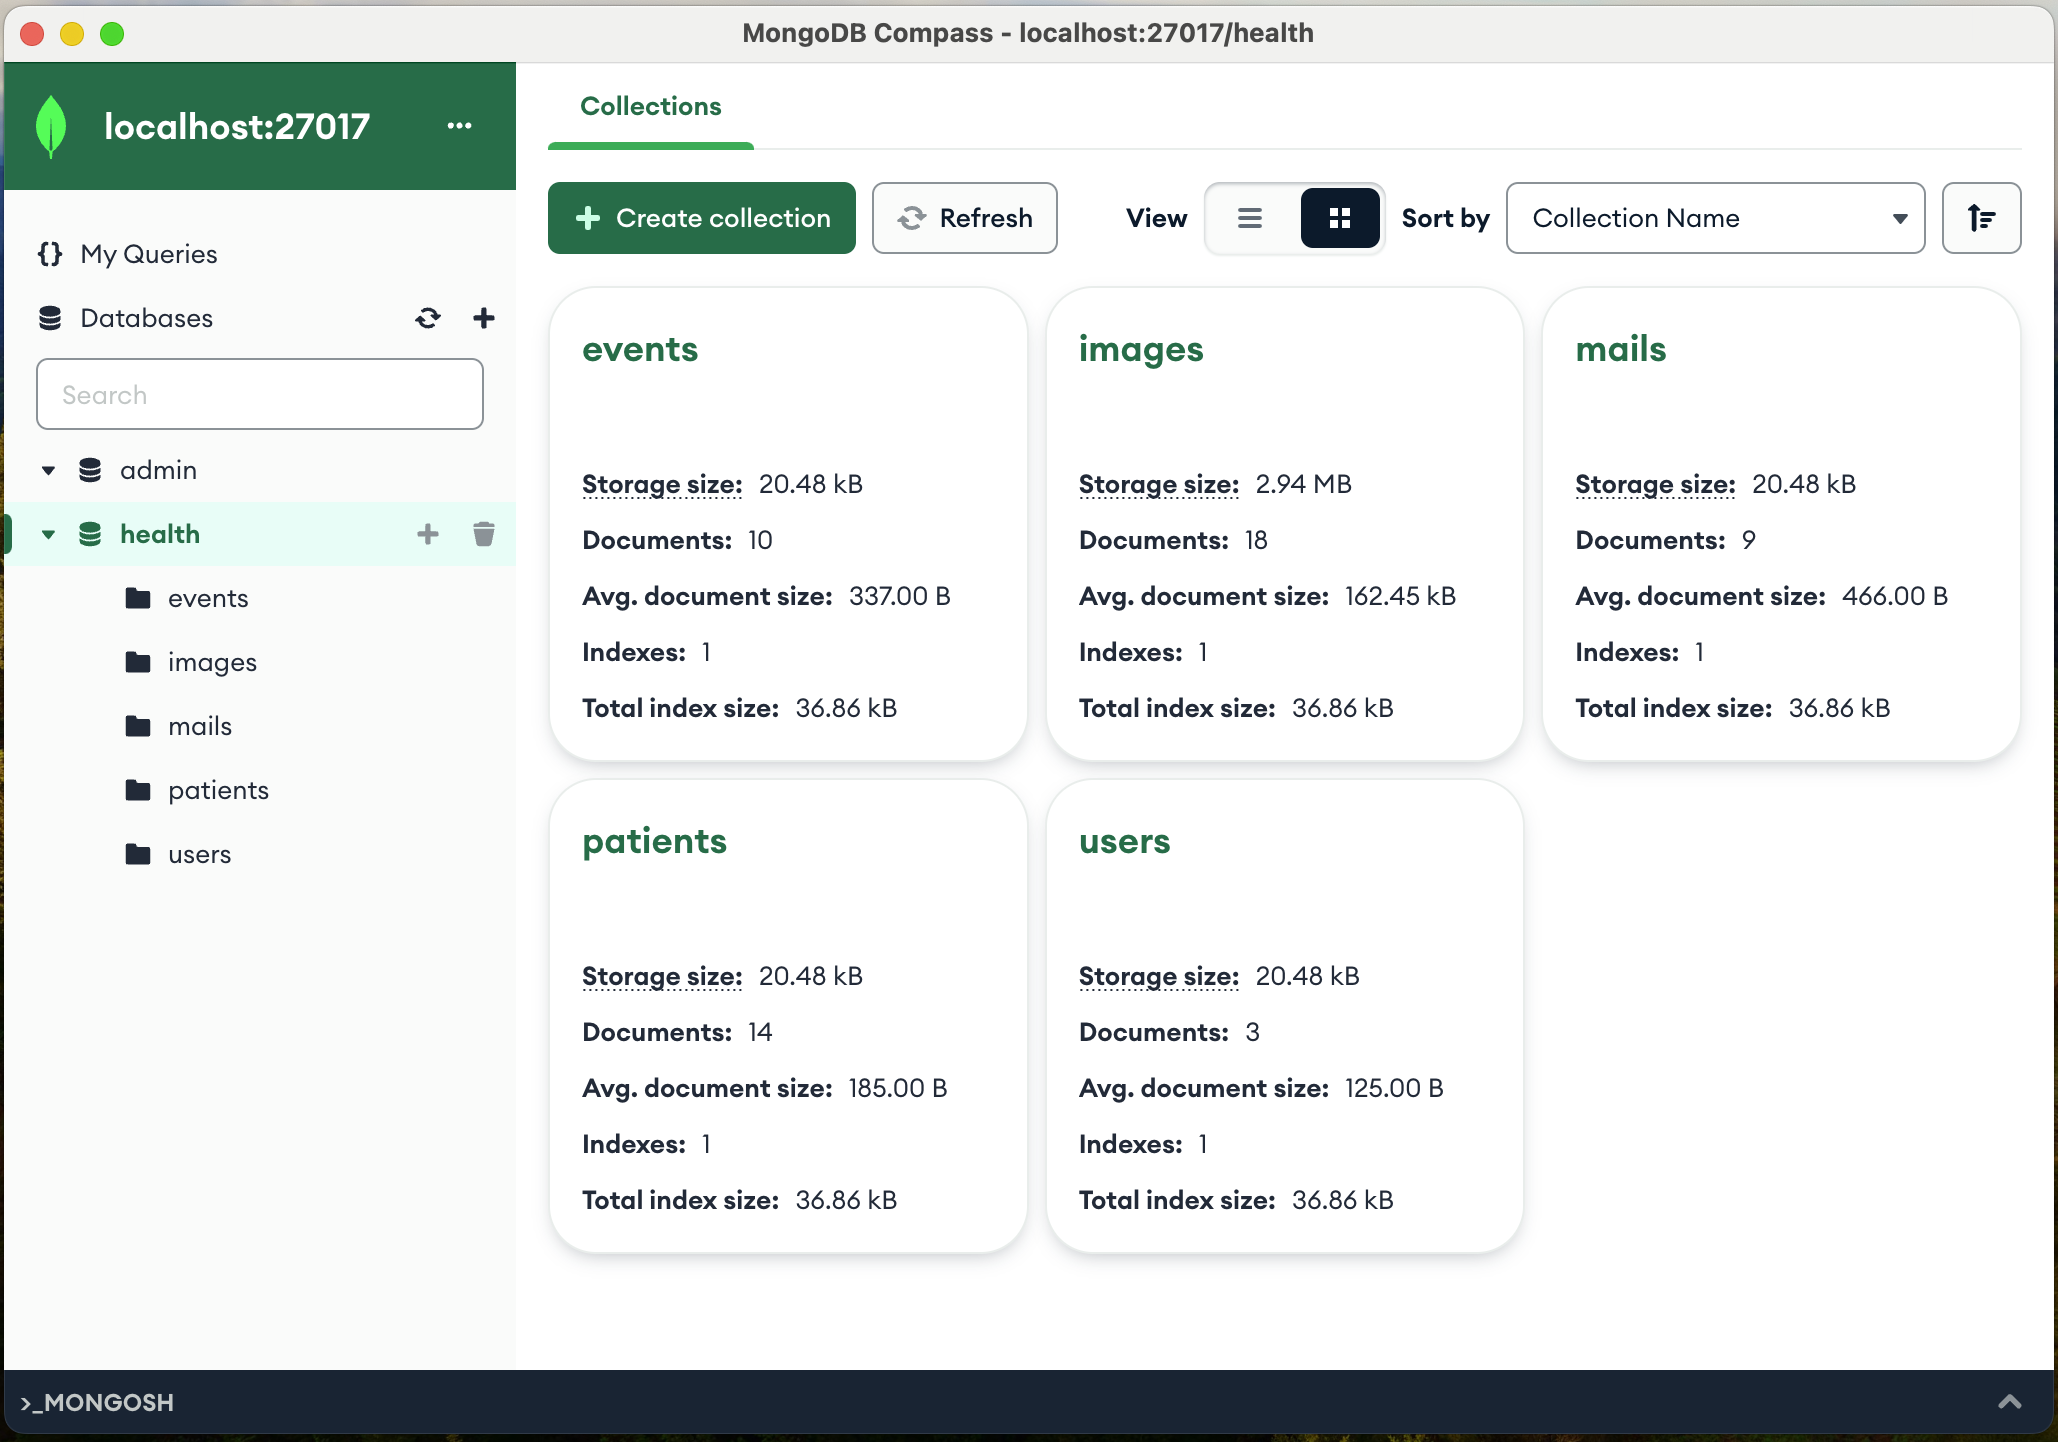 MongoDB Compass - localhost:27017/health
localhost:27017
My Queries
Databases
Search
admin
health
events
images
mails
patients
users
Collections
Create collection
Refresh
View
Sort by
Collection Name
events
Storage size: 20.48 kB
Documents: 10
Avg. document size: 337.00 B
Indexes: 1
Total index size: 36.86 kB
images
Storage size: 2.94 MB
Documents: 18
Avg. document size: 162.45 kB
Indexes: 1
Total index size: 36.86 kB
mails
Storage size: 20.48 kB
Documents: 9
Avg. document size: 466.00 B
Indexes: 1
Total index size: 36.86 kB
patients
Storage size: 20.48 kB
Documents: 14
Avg. document size: 185.00 B
Indexes: 1
Total index size: 36.86 kB
users
Storage size: 20.48 kB
Documents: 3
Avg. document size: 125.00 B
Indexes: 1
Total index size: 36.86 kB
>_MONGOSH